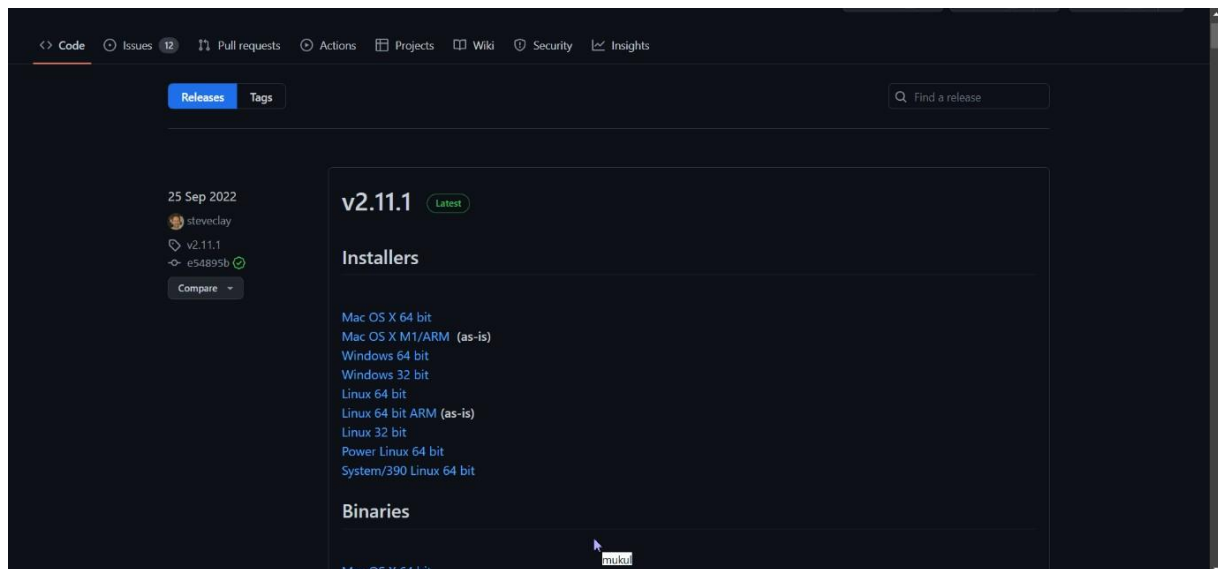 Code Issues 12 Pull requests Actions Projects Wiki Security Insights
Releases Tags Find a release
25 Sep 2022
steveclay
v2.11.1
e54895b
Compare
v2.11.1 Latest
Installers
Mac OS X 64 bit
Mac OS X M1/ARM (as-is)
Windows 64 bit
Windows 32 bit
Linux 64 bit
Linux 64 bit ARM (as-is)
Linux 32 bit
Power Linux 64 bit
System/390 Linux 64 bit
Binaries
mukul